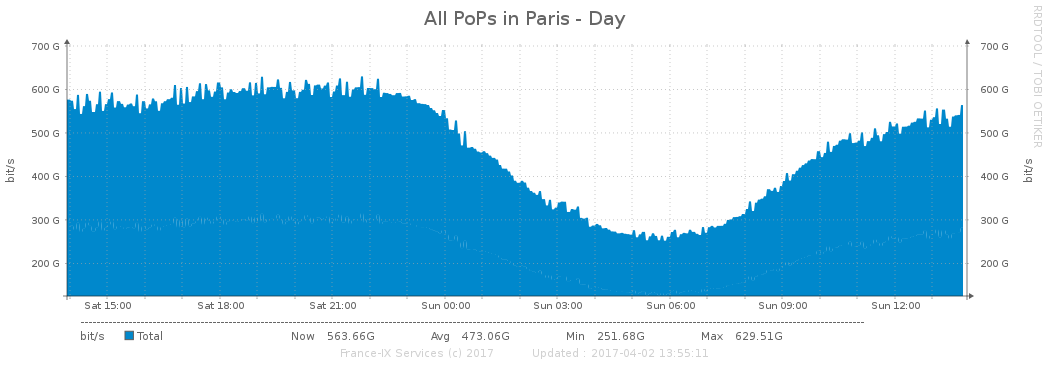 All PoPs in Paris - Day
RRDTOOL / TOBI OETIKER
bit/s
700 G
600 G
500 G
400 G
300 G
200 G
700 G
600 G
500 G
400 G
300 G
200 G
bit/s
Sat 15:00 Sat 18:00 Sat 21:00 Sun 00:00 Sun 03:00 Sun 06:00 Sun 09:00 Sun 12:00
bit/s Total Now 563.66G Avg 473.06G Min 251.68G Max 629.51G
France-IX Services (c) 2017 Updated : 2017-04-02 13:55:11